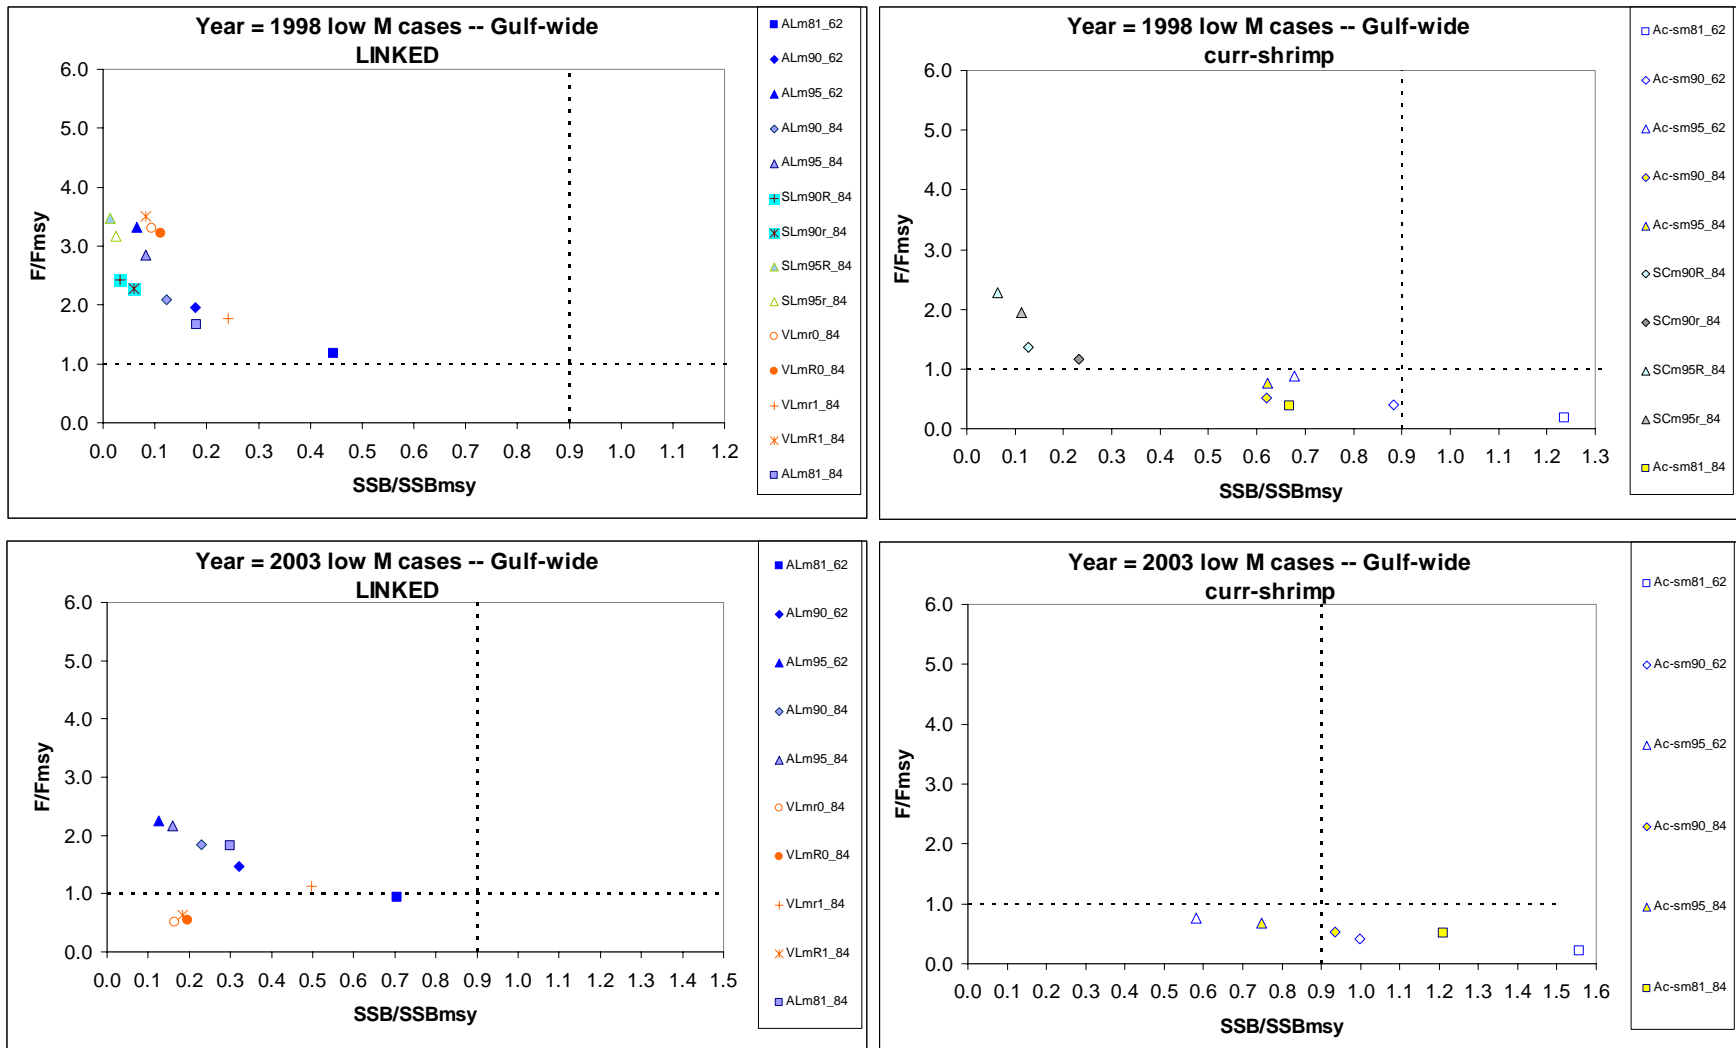 Year = 1998 low M cases -- Gulf-wide
LINKED
6.0
5.0
4.0
3.0
2.0
1.0
0.0
F/Fmsy
0.0 0.1 0.2 0.3 0.4 0.5 0.6 0.7 0.8 0.9 1.0 1.1 1.2
SSB/SSBmsy
ALm81_62
ALm90_62
ALm95_62
ALm90_84
ALm95_84
SLm90R_84
SLm90r_84
SLm95R_84
SLm95r_84
VLmr0_84
VLmR0_84
VLmr1_84
VLmR1_84
ALm81_84
Year = 1998 low M cases -- Gulf-wide
curr-shrimp
6.0
5.0
4.0
3.0
2.0
1.0
0.0
F/Fmsy
0.0 0.1 0.2 0.3 0.4 0.5 0.6 0.7 0.8 0.9 1.0 1.1 1.2 1.3
SSB/SSBmsy
Ac-sm81_62
Ac-sm90_62
Ac-sm95_62
Ac-sm90_84
Ac-sm95_84
SCm90R_84
SCm90r_84
SCm95R_84
SCm95r_84
Ac-sm81_84
Year = 2003 low M cases -- Gulf-wide
LINKED
6.0
5.0
4.0
3.0
2.0
1.0
0.0
F/Fmsy
0.0 0.1 0.2 0.3 0.4 0.5 0.6 0.7 0.8 0.9 1.0 1.1 1.2 1.3 1.4 1.5
SSB/SSBmsy
ALm81_62
ALm90_62
ALm95_62
ALm90_84
ALm95_84
VLmr0_84
VLmR0_84
VLmr1_84
VLmR1_84
ALm81_84
Year = 2003 low M cases -- Gulf-wide
curr-shrimp
6.0
5.0
4.0
3.0
2.0
1.0
0.0
F/Fmsy
0.0 0.1 0.2 0.3 0.4 0.5 0.6 0.7 0.8 0.9 1.0 1.1 1.2 1.3 1.4 1.5 1.6
SSB/SSBmsy
Ac-sm81_62
Ac-sm90_62
Ac-sm95_62
Ac-sm90_84
Ac-sm95_84
Ac-sm81_84